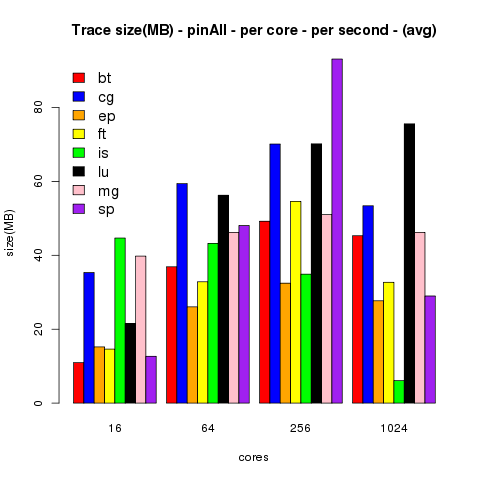 Trace size(MB) - pinAll - per core - per second - (avg)
bt
cg
ep
ft
is
lu
mg
sp
size(MB)
80
60
40
20
0
16 64 256 1024
cores